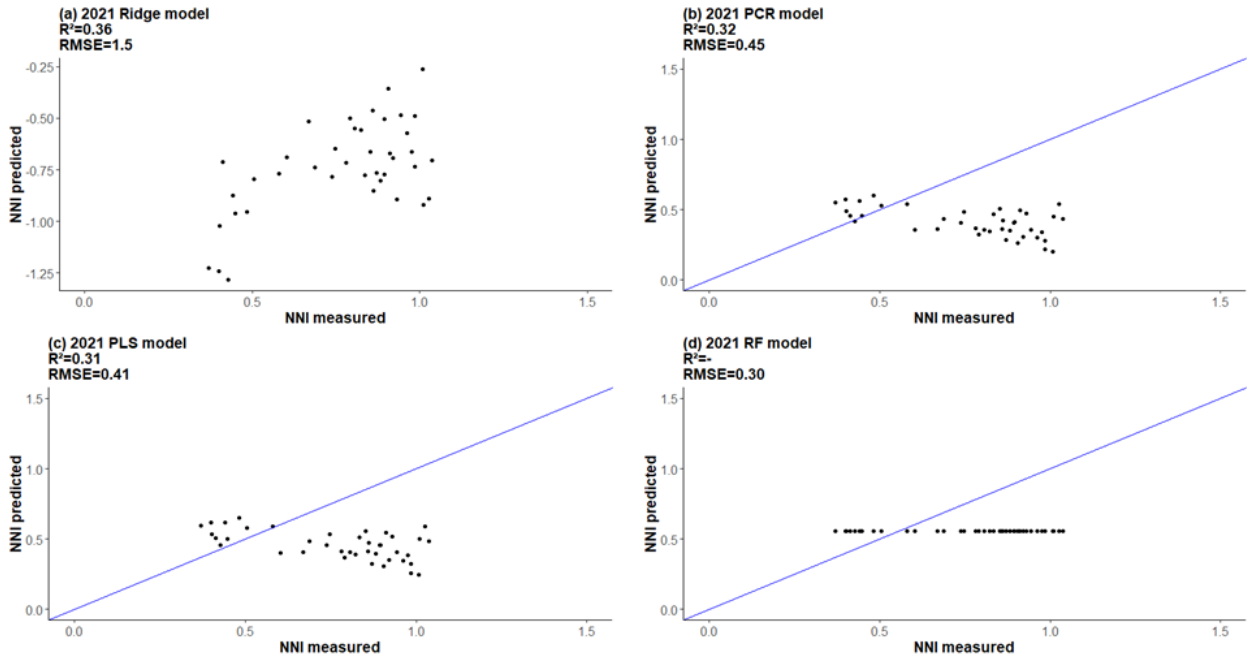 (a) 2021 Ridge model
R²=0.36
RMSE=1.5
-0.25
-0.50
-0.75
-1.00
-1.25
NNI predicted
0.0 0.5 1.0 1.5
NNI measured
(b) 2021 PCR model
R²=0.32
RMSE=0.45
1.5
1.0
0.5
0.0
NNI predicted
0.0 0.5 1.0 1.5
NNI measured
(c) 2021 PLS model
R²=0.31
RMSE=0.41
1.5
1.0
0.5
0.0
NNI predicted
0.0 0.5 1.0 1.5
NNI measured
(d) 2021 RF model
R²=-
RMSE=0.30
1.5
1.0
0.5
0.0
NNI predicted
0.0 0.5 1.0 1.5
NNI measured